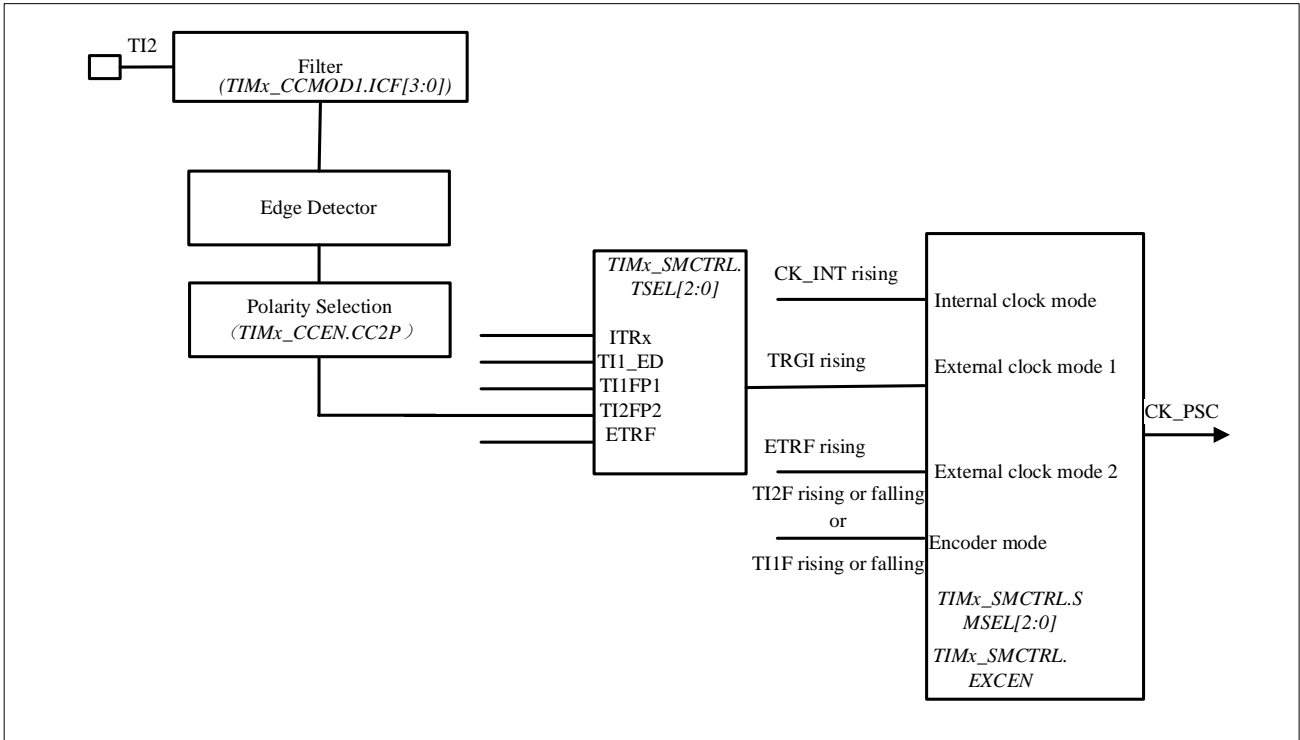 TI2
Filter
(TIMx_CCMOD1.ICF[3:0])
Edge Detector
Polarity Selection
（TIMx_CCEN.CC2P）
TIMx_SMCTRL.
TSEL[2:0]
ITRx
TI1_ED
TI1FP1
TI2FP2
ETRF
CK_INT rising
TRGI rising
ETRF rising
TI2F rising or falling
or
TI1F rising or falling
Internal clock mode
External clock mode 1
External clock mode 2
Encoder mode
TIMx_SMCTRL.S
MSEL[2:0]
TIMx_SMCTRL.
EXCEN
CK_PSC